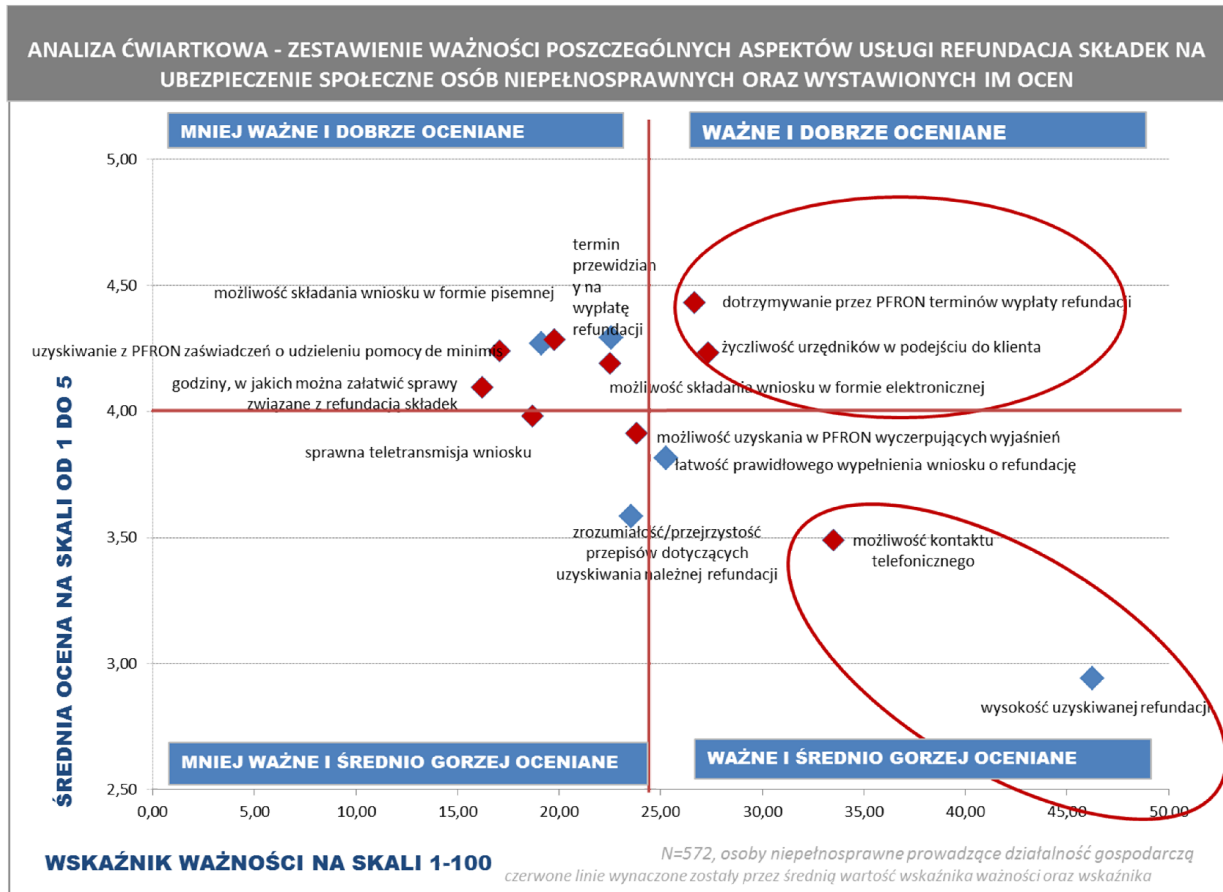 ANALIZA ĆWIARTKOWA - ZESTAWIENIE WAŻNOŚCI POSZCZEGÓLNYCH ASPEKTÓW USŁUGI REFUNDACJA SKŁADEK NA
UBEZPIECZENIE SPOŁECZNE OSÓB NIEPEŁNOSPRAWNYCH ORAZ WYSTAWIONYCH IM OCEN
MNIEJ WAŻNE I DOBRZE OCENIANE
WAŻNE I DOBRZE OCENIANE
5,00
4,50
4,00
3,50
3,00
2,50
ŚREDNIA OCENA NA SKALI OD 1 DO 5
termin
przewidzian
y na
wypłatę
refundacji
możliwość składania wniosku w formie pisemnej
dotrzymywanie przez PFRON terminów wypłaty refundacji
uzyskiwanie z PFRON zaświadczeń o udzieleniu pomocy de minimis
życzliwość urzędników w podejściu do klienta
godziny, w jakich można załatwić sprawy
związane z refundacją składek
możliwość składania wniosku w formie elektronicznej
sprawna teletransmisja wniosku
możliwość uzyskania w PFRON wyczerpujących wyjaśnień
łatwość prawidłowego wypełnienia wniosku o refundację
zrozumiałość/przejrzystość
przepisów dotyczących
uzyskiwania należnej refundacji
możliwość kontaktu
telefonicznego
wysokość uzyskiwanej refundacji
MNIEJ WAŻNE I ŚREDNIO GORZEJ OCENIANE
WAŻNE I ŚREDNIO GORZEJ OCENIANE
0,00 5,00 10,00 15,00 20,00 25,00 30,00 35,00 40,00 45,00 50,00
WSKAŹNIK WAŻNOŚCI NA SKALI 1-100
N=572, osoby niepełnosprawne prowadzące działalność gospodarczą
czerwone linie wyznaczone zostały przez średnią wartość wskaźnika ważności oraz wskaźnika